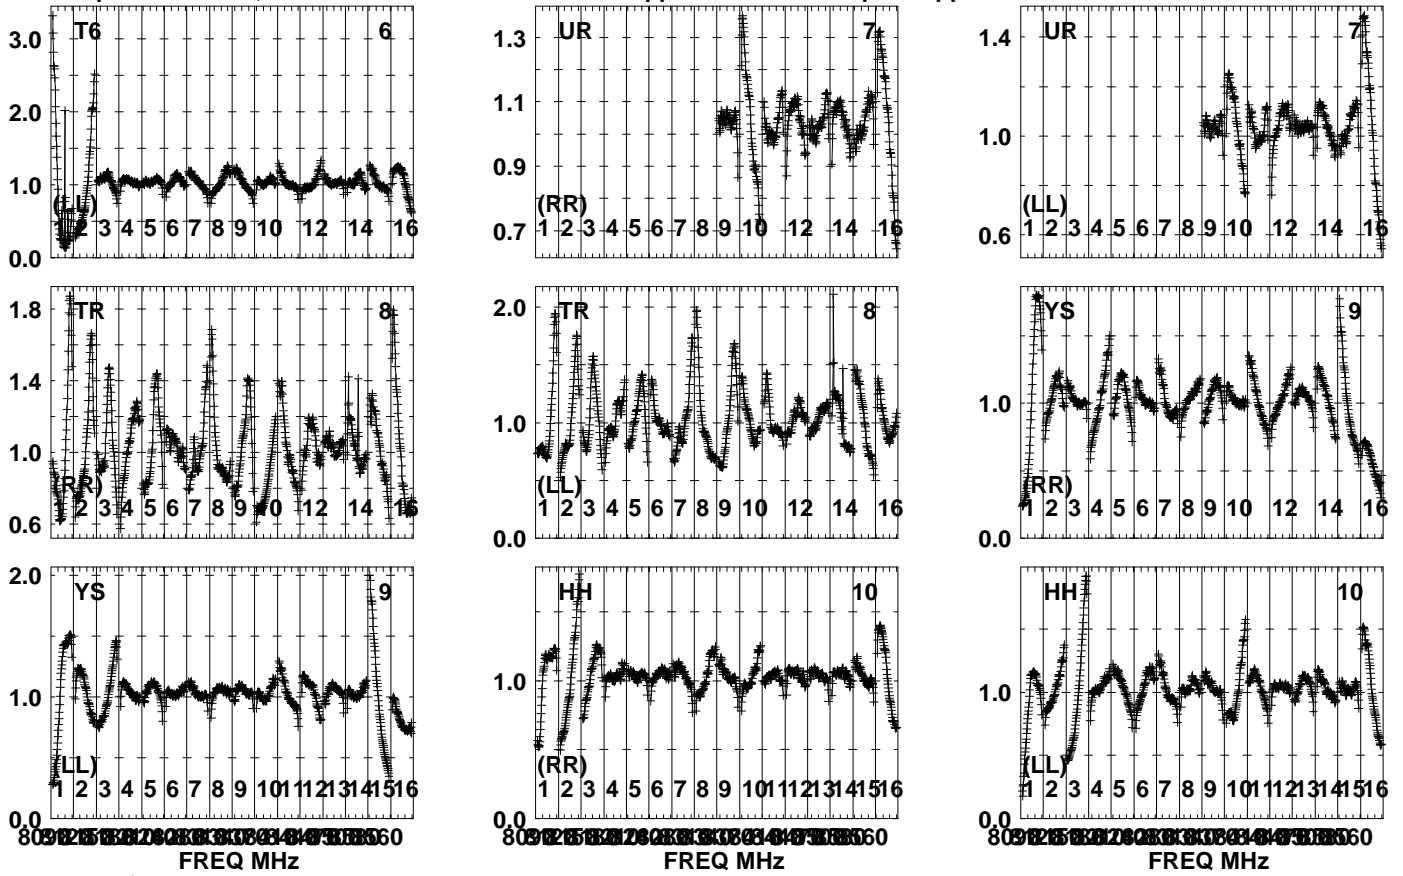 T6 6
3.0
2.0
1.0
0.0
(LL)
1 2 3 4 5 6 7 8 9 10 12 14 16
UR 7
1.3
1.1
0.9
0.7
(RR)
1 2 3 4 5 6 7 8 9 10 12 14 16
UR 7
1.4
1.0
0.6
(LL)
1 2 3 4 5 6 7 8 9 10 12 14 16
TR 8
1.8
1.4
1.0
0.6
(RR)
2 3 4 5 6 7 8 9 10 12 14 16
TR 8
2.0
1.0
0.0
(LL)
1 2 3 4 5 6 7 8 9 10 12 14 16
YS 9
1.0
0.0
(RR)
1 2 3 4 5 6 7 8 9 10 12 14 16
YS 9
2.0
1.0
0.0
(LL)
1 2 3 4 5 6 7 8 9 10 11 12 13 14 15 16
FREQ MHz
HH 10
1.0
0.0
(RR)
1 2 3 4 5 6 7 8 9 10 11 12 13 14 15 16
FREQ MHz
HH 10
1.0
0.0
(LL)
1 2 3 4 5 6 7 8 9 10 11 12 13 14 15 16
FREQ MHz